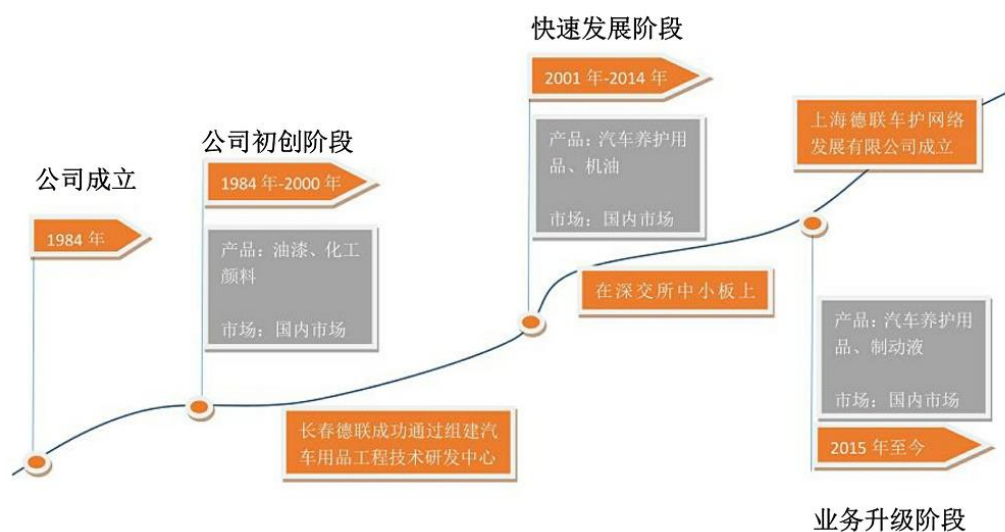 公司成立
1984 年
公司初创阶段
1984 年-2000 年
产品：油漆、化工
颜料
市场：国内市场
长春德联成功通过组建汽
车用品工程技术研发中心
快速发展阶段
2001 年-2014 年
产品：汽车养护用
品、机油
市场：国内市场
在深交所中小板上
上海德联车护网络
发展有限公司成立
产品：汽车养护用
品、制动液
市场：国内市场
2015 年至今
业务升级阶段